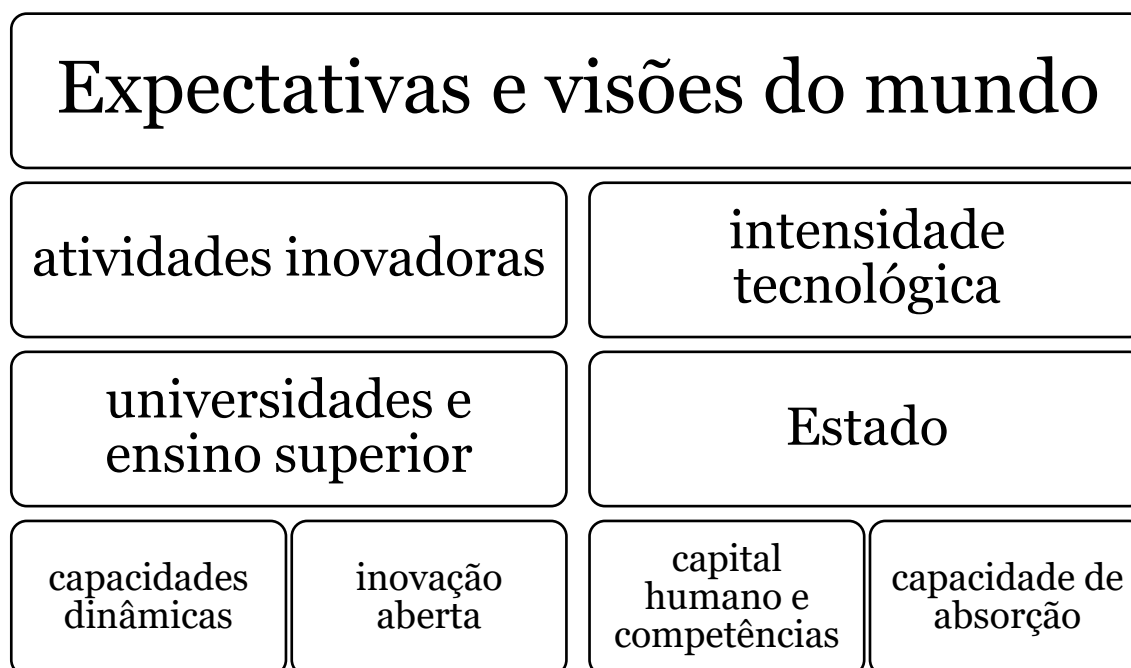 Expectativas e visões do mundo
atividades inovadoras
intensidade
tecnológica
universidades e
ensino superior
Estado
capacidades
dinâmicas
inovação
aberta
capital
humano e
competências
capacidade de
absorção